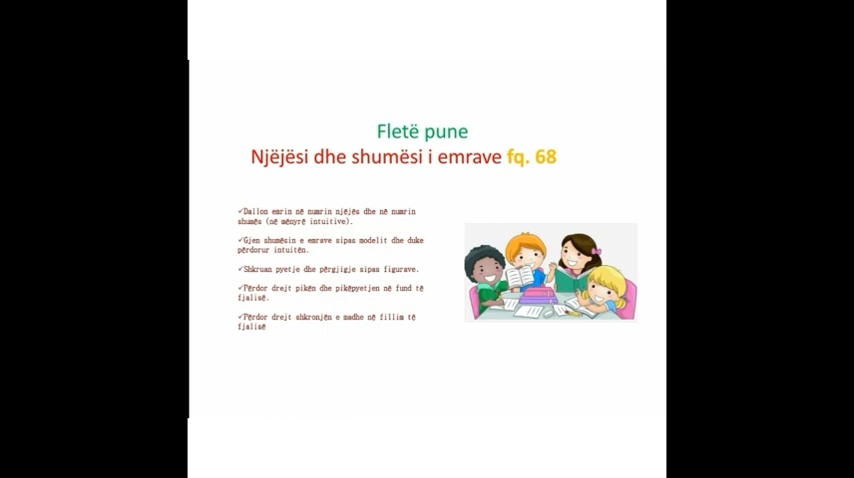 Fletë pune
Njëjësi dhe shumësi i emrave fq. 68
✓Dallon emrin në numrin njëjës dhe në numrin
shumës (në mënyrë intuitive).
✓Gjen shumësin e emrave sipas modelit dhe duke
përdorur intuitën.
✓Shkruan pyetje dhe përgjigje sipas figurave.
✓Përdor drejt pikën dhe pikëpyetjen në fund të
fjalisë.
✓Përdor drejt shkronjën e madhe në fillim të
fjalisë